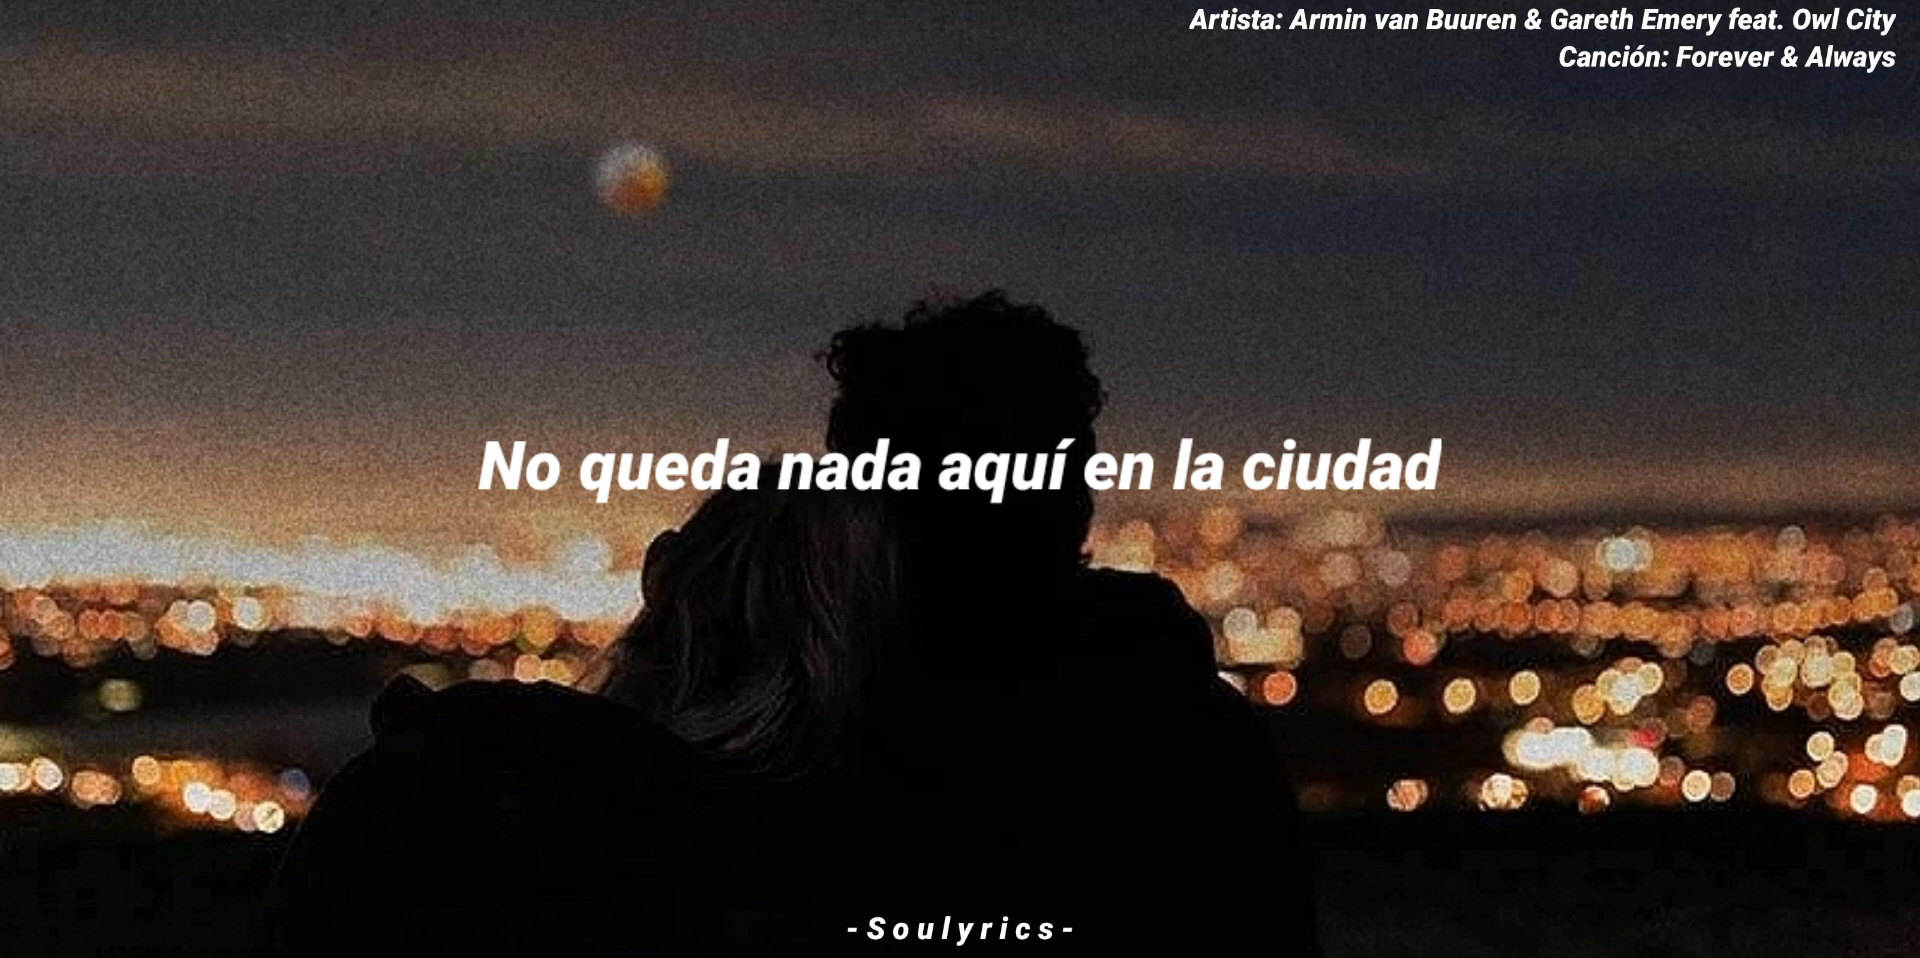 Artista: Armin van Buuren & Gareth Emery feat. Owl City
Canción: Forever & Always
No queda nada aquí en la ciudad
-Soulyrics-